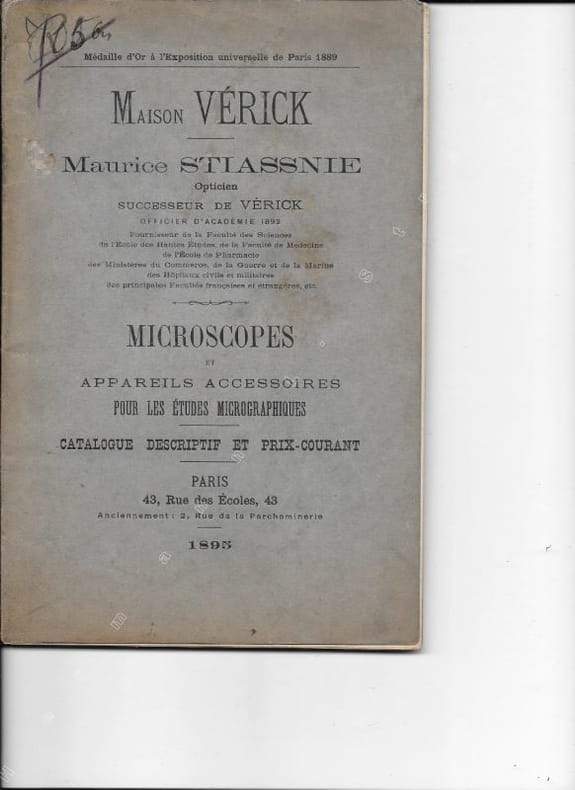 Médaille d'Or à l'Exposition universelle de Paris 1889
MAISON VÉRICK
Maurice STIASSNIE
Opticien
SUCCESSEUR DE VÉRICK
OFFICIER D'ACADÉMIE 1892
Fournisseur de la Faculté des Sciences
de l'École des Hautes Études, de la Faculté de Médecine
de l'École de Pharmacie
des Ministères du Commerce, de la Guerre et de la Marine
des Hôpitaux civils et militaires
des principales Facultés françaises et étrangères, etc.
MICROSCOPES
ET
APPAREILS ACCESSOIRES
POUR LES ÉTUDES MICROGRAPHIQUES
CATALOGUE DESCRIPTIF ET PRIX-COURANT
PARIS
43, Rue des Écoles, 43
Anciennement : 2, Rue de la Parcheminerie
1895